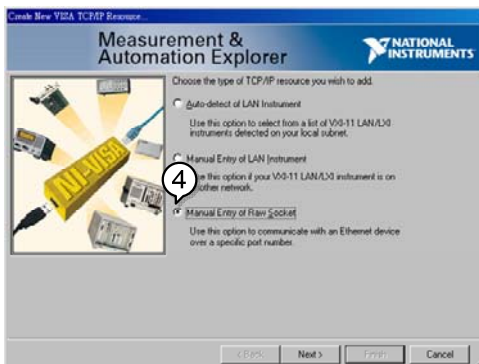 Create New VISA TCP/IP Resource...
Measurement &
Automation Explorer
NATIONAL
INSTRUMENTS
Choose the type of TCP/IP resource you wish to add.
Auto-detect of LAN Instrument
Use this option to select from a list of VXI-11 LAN/LXI
instruments detected on your local subnet.
Manual Entry of LAN Instrument
this option if your VXI-11 LAN/LXI instrument is on
other network.
4
Manual Entry of Raw Socket
Use this option to communicate with an Ethernet device
over a specific port number.
NI-VISA
< Back
Next >
Finish
Cancel